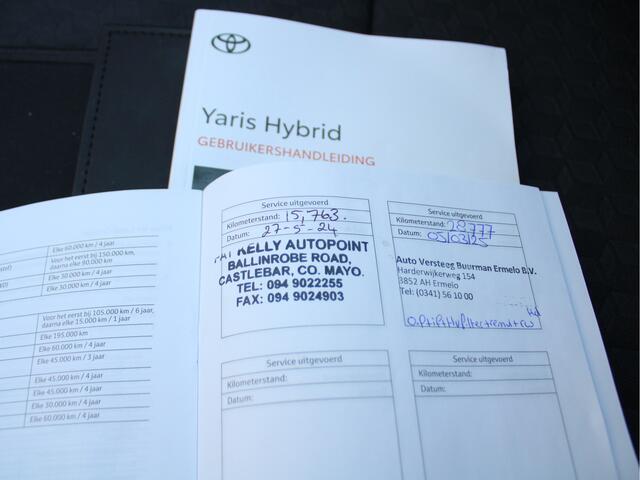 Yaris Hybrid
GEBRUIKERSHANDLEIDING
Elke 60.000 km / 4 jaar
Voor het eerst bij 150.000 km,
daarna elke 90.000 km
Elke 30.000 km / 4 jaar
Elke 30.000 km / 4 jaar
Voor het eerst bij 105.000 km / 6 jaar,
daarna elke 15.000 km / 1 jaar
Elke 195.000 km
Elke 60.000 km / 4 jaar
Elke 45.000 km / 3 jaar
Elke 45.000 km / 4 jaar
Elke 45.000 km / 4 jaar
Elke 30.000 km / 4 jaar
Elke 60.000 km / 4 jaar
Service uitgevoerd
Kilometerstand: 15,763.
Datum: 27-5-24
KELLY AUTOPOINT
BALLINROBE ROAD,
CASTLEBAR, CO. MAYO.
TEL: 094 9022255
FAX: 094 9024903
Service uitgevoerd
Kilometerstand: 28777
Datum: 05/03/25
Auto Versteeg Buurman Ermelo B.V.
Harderwijkerweg 154
3852 AH Ermelo
Tel: (0341) 56 10 00
Service uitgevoerd
Kilometerstand:
Datum:
Service uitgevoerd
Kilometerstand:
Datum: